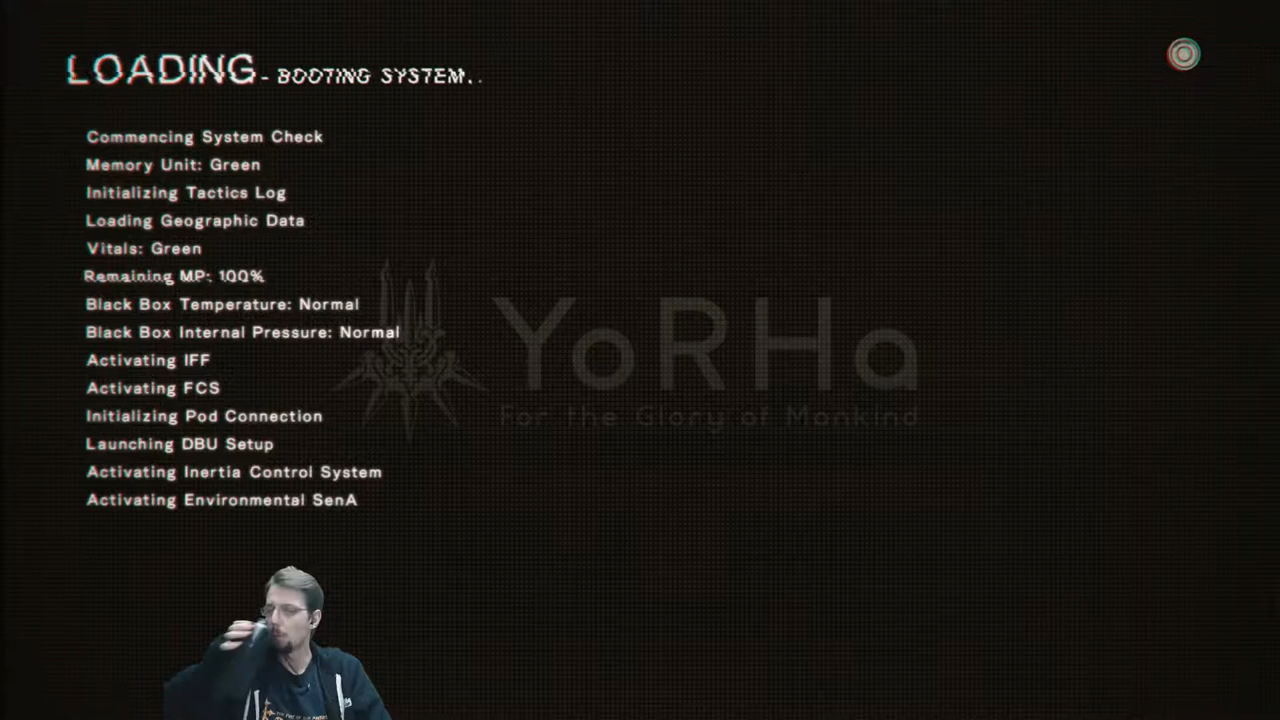 LOADING - BOOTING SYSTEM..
Commencing System Check
Memory Unit: Green
Initializing Tactics Log
Loading Geographic Data
Vitals: Green
Remaining MP: 100%
Black Box Temperature: Normal
Black Box Internal Pressure: Normal
Activating IFF
Activating FCS
Initializing Pod Connection
Launching DBU Setup
Activating Inertia Control System
Activating Environmental SenA
YoRHa
For the Glory of Mankind